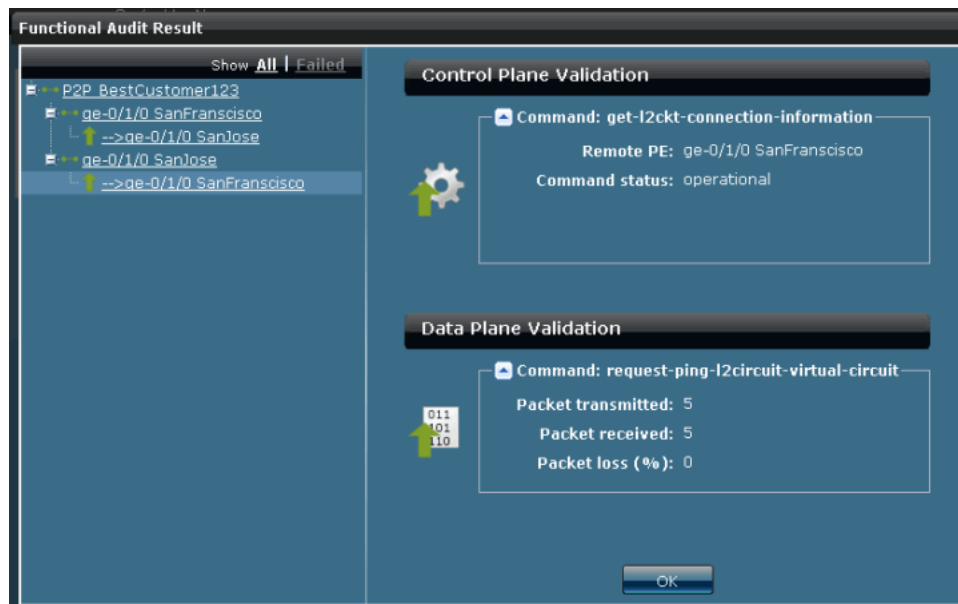 Functional Audit Result
Show All | Failed
P2P BestCustomer123
ge-0/1/0 SanFranscisco
-->ge-0/1/0 SanJose
ge-0/1/0 SanJose
-->ge-0/1/0 SanFranscisco
Control Plane Validation
Command: get-l2ckt-connection-information
Remote PE: ge-0/1/0 SanFranscisco
Command status: operational
Data Plane Validation
Command: request-ping-l2circuit-virtual-circuit
011
101
110
Packet transmitted: 5
Packet received: 5
Packet loss (%): 0
OK